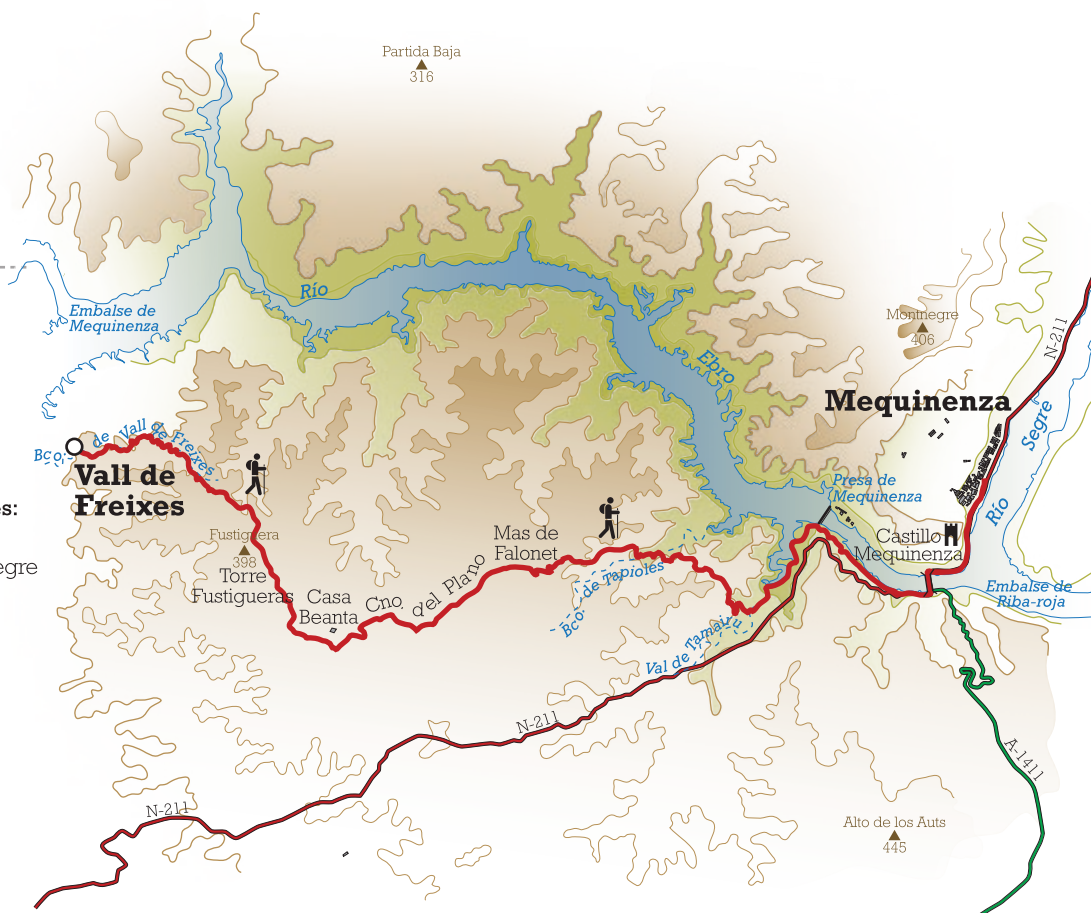 Partida Baja
316
Río
Embalse de
Mequinenza
Montnegre
406
N-211
Ebro
Mequinenza
Segre
Bco. de Vall de Freixes
Vall de
Freixes
Presa de
Mequinenza
Río
es:
Fustiguera
398
Mas de
Falonet
Castillo
Mequinenza
egre
Torre
Fustigueras
Casa
Beanta
Cno. d'el Plano
Bco. de Tapioles
Embalse de
Riba-roja
Val de Tamairu
N-211
A-1411
N-211
Alto de los Auts
445